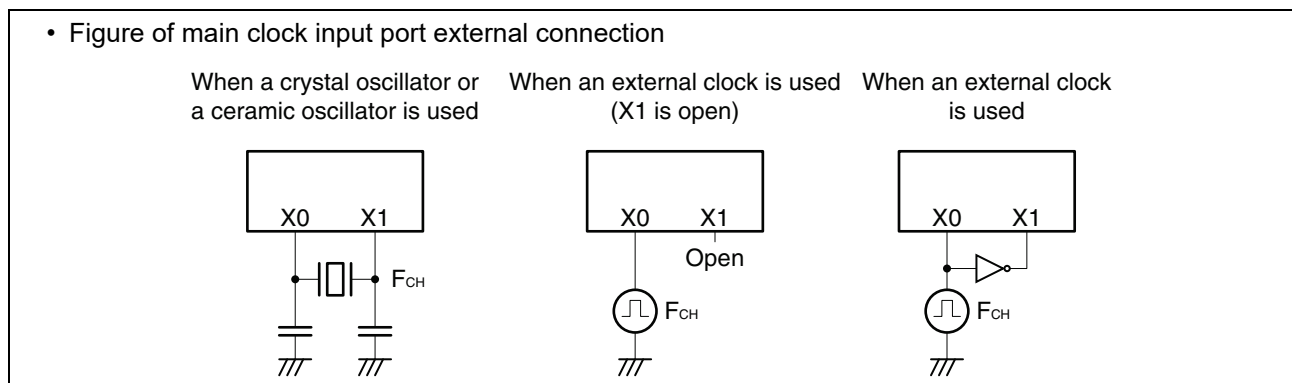 • Figure of main clock input port external connection
When a crystal oscillator or
a ceramic oscillator is used
When an external clock is used
(X1 is open)
When an external clock
is used
X0 X1
FCH
X0 X1
Open
FCH
X0 X1
FCH